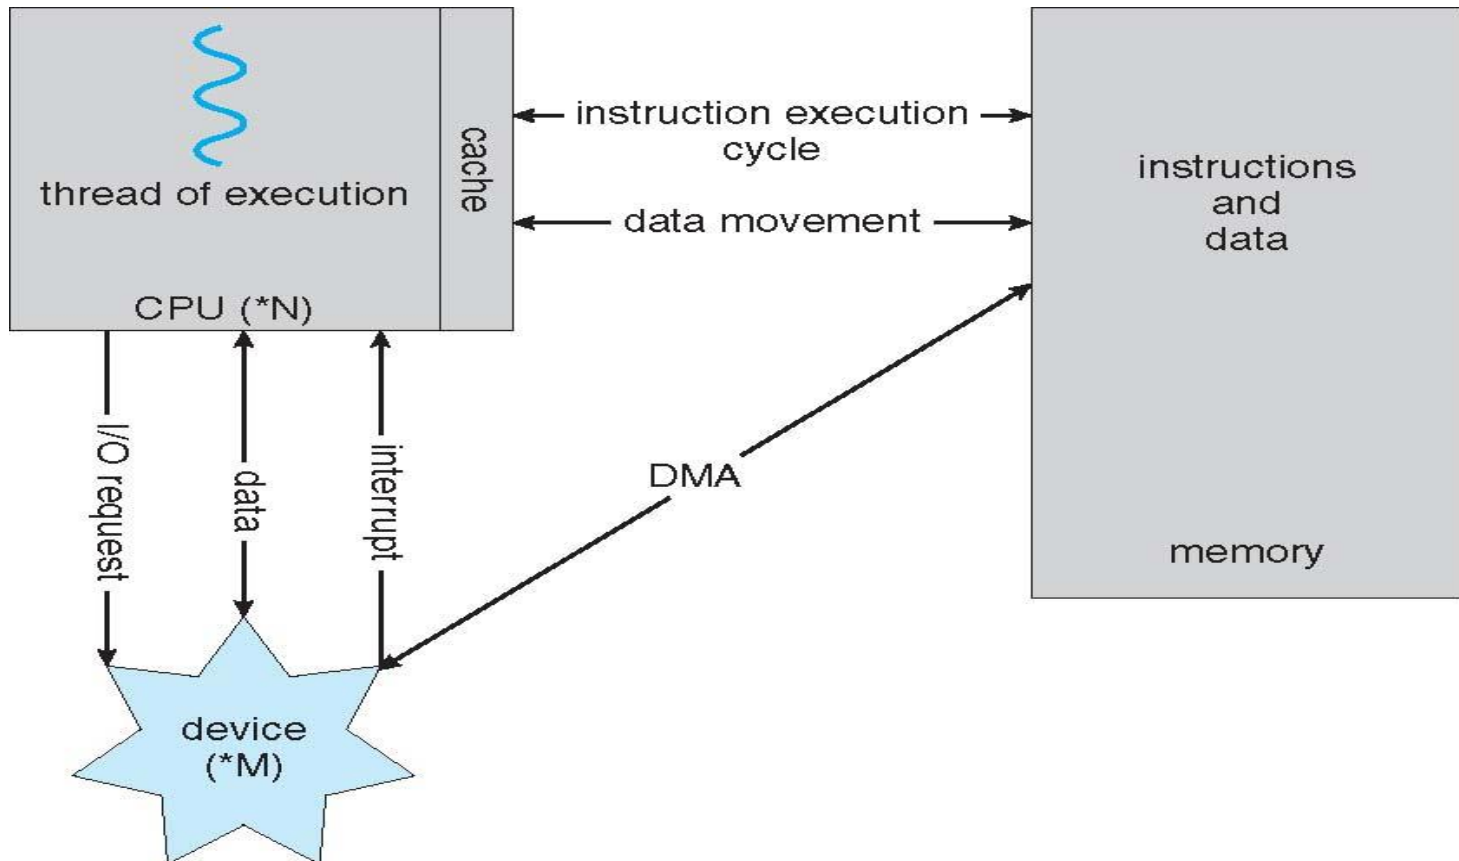 thread of execution
cache
CPU (*N)
instruction execution
cycle
data movement
instructions
and
data
memory
I/O request
data
interrupt
DMA
device
(*M)